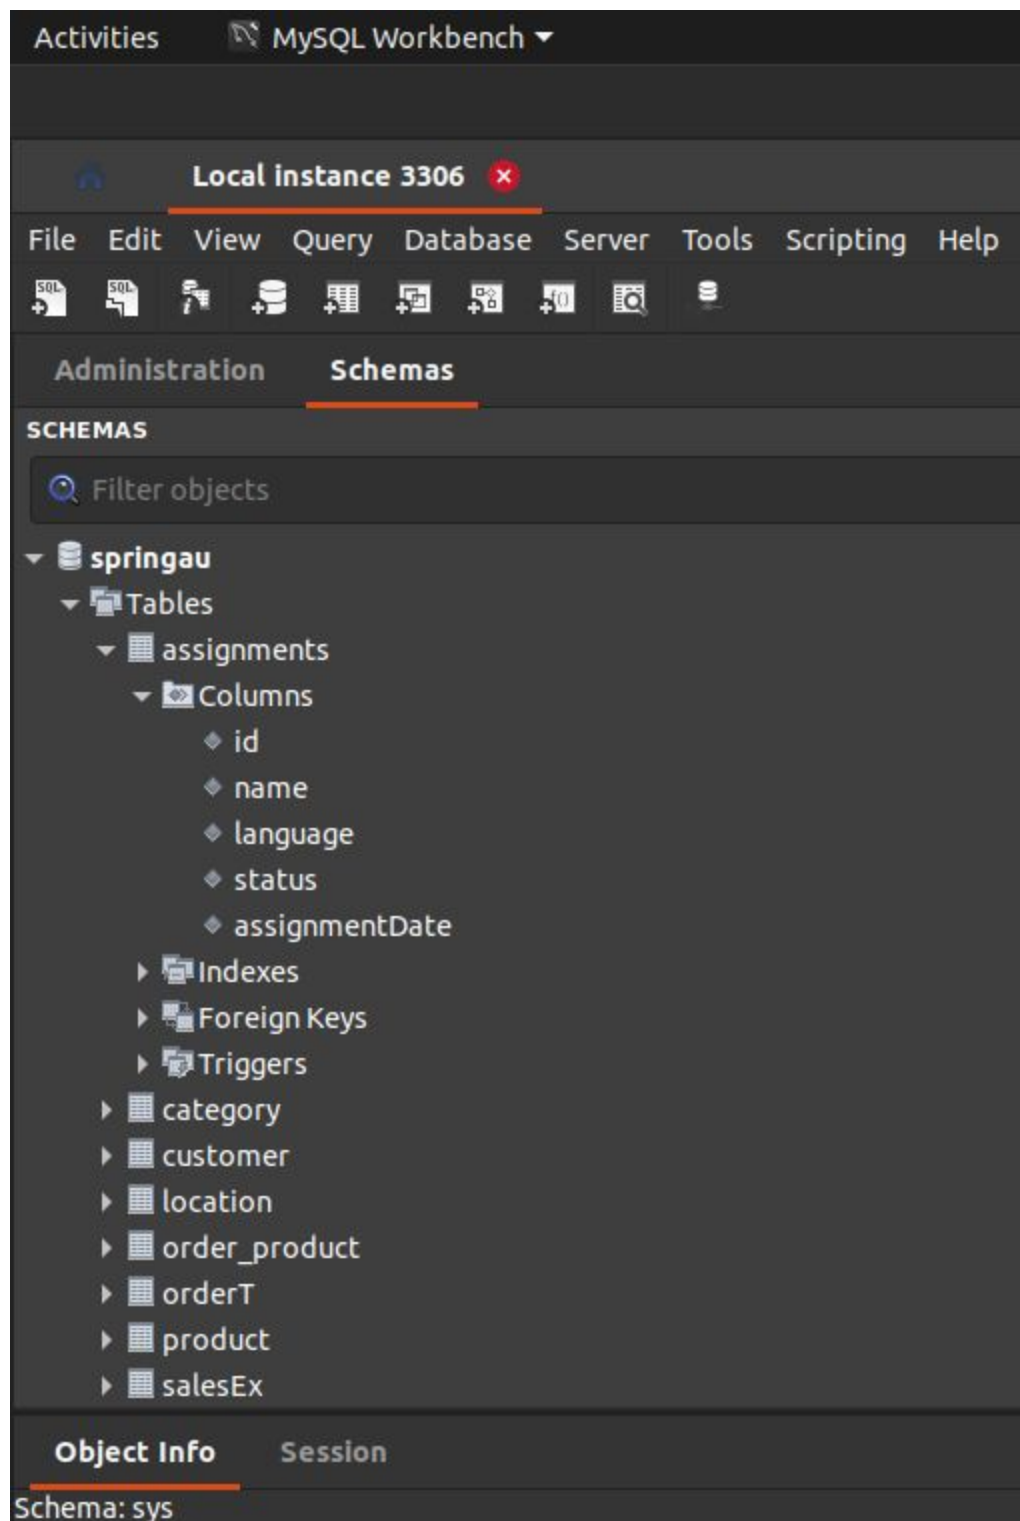 Activities MySQL Workbench
Local instance 3306
File Edit View Query Database Server Tools Scripting Help
SQL SQL i f()
Administration Schemas
SCHEMAS
Filter objects
springau
Tables
assignments
Columns
id
name
language
status
assignmentDate
Indexes
Foreign Keys
Triggers
category
customer
location
order_product
orderT
product
salesEx
Object Info Session
Schema: sys